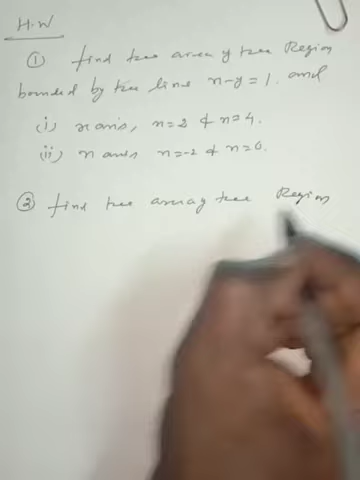 H.W
① find the area of the Region
bounded by the line x-y=1. and
(i) x axis, x=2 & x=4.
(ii) x axis x=-2 & x=0.
② find the area of the Region